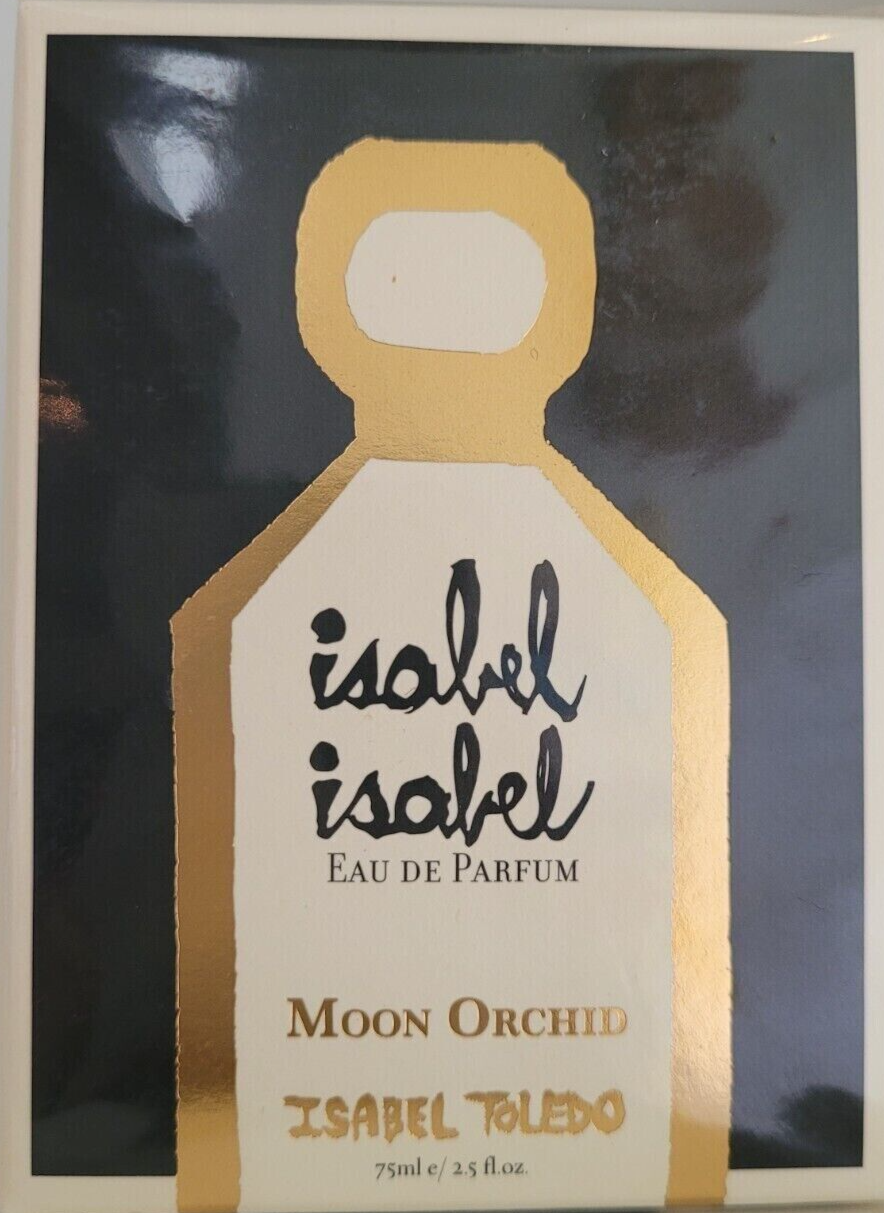 isabel
isabel
EAU DE PARFUM
MOON ORCHID
ISABEL TOLEDO
75ml e/ 2.5 fl.oz.